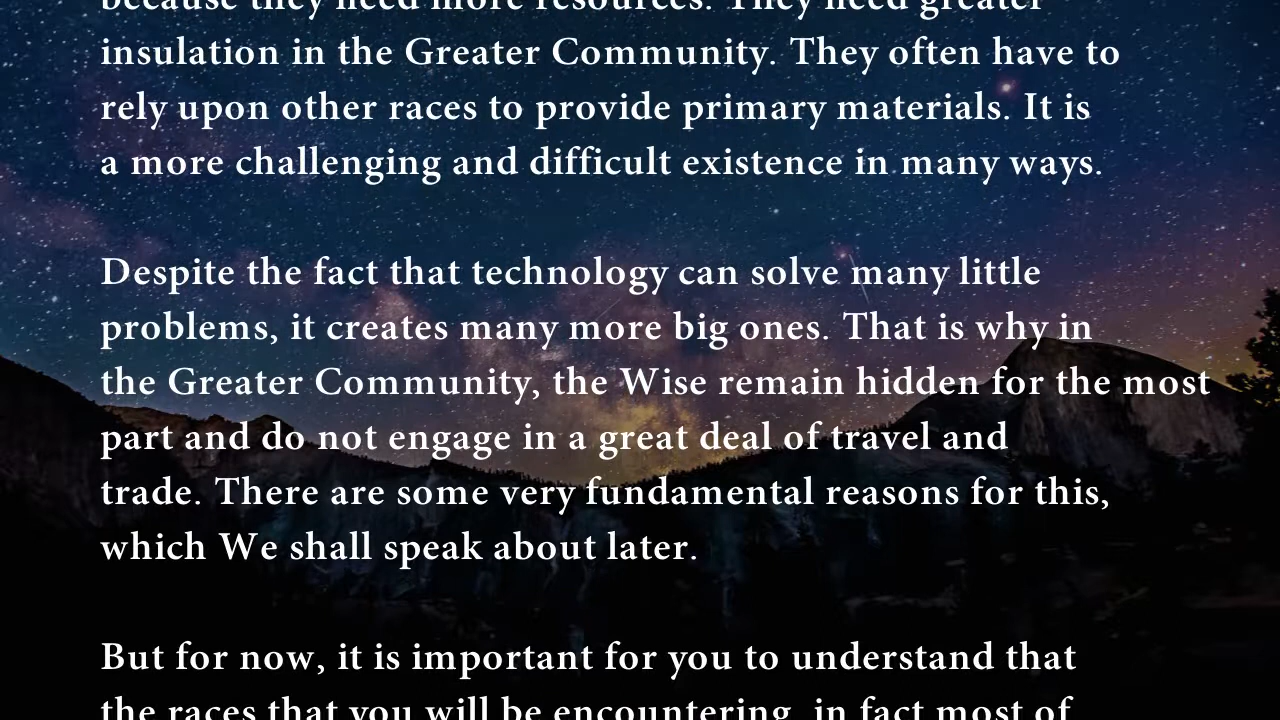 because they need more resources. They need greater
insulation in the Greater Community. They often have to
rely upon other races to provide primary materials. It is
a more challenging and difficult existence in many ways.
Despite the fact that technology can solve many little
problems, it creates many more big ones. That is why in
the Greater Community, the Wise remain hidden for the most
part and do not engage in a great deal of travel and
trade. There are some very fundamental reasons for this,
which We shall speak about later.
But for now, it is important for you to understand that
the races that you will be encountering, in fact most of